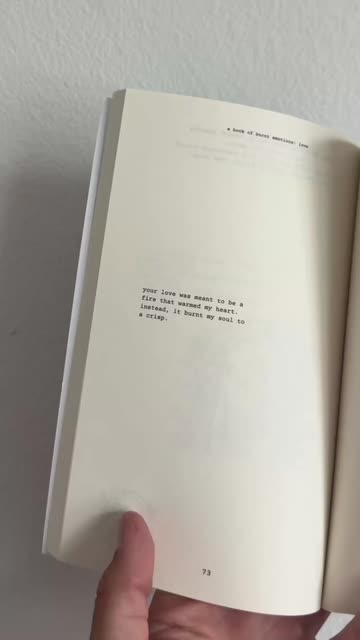 a book of burnt emotions: love
your love was meant to be a
fire that warmed my heart.
instead, it burnt my soul to
a crisp.
73